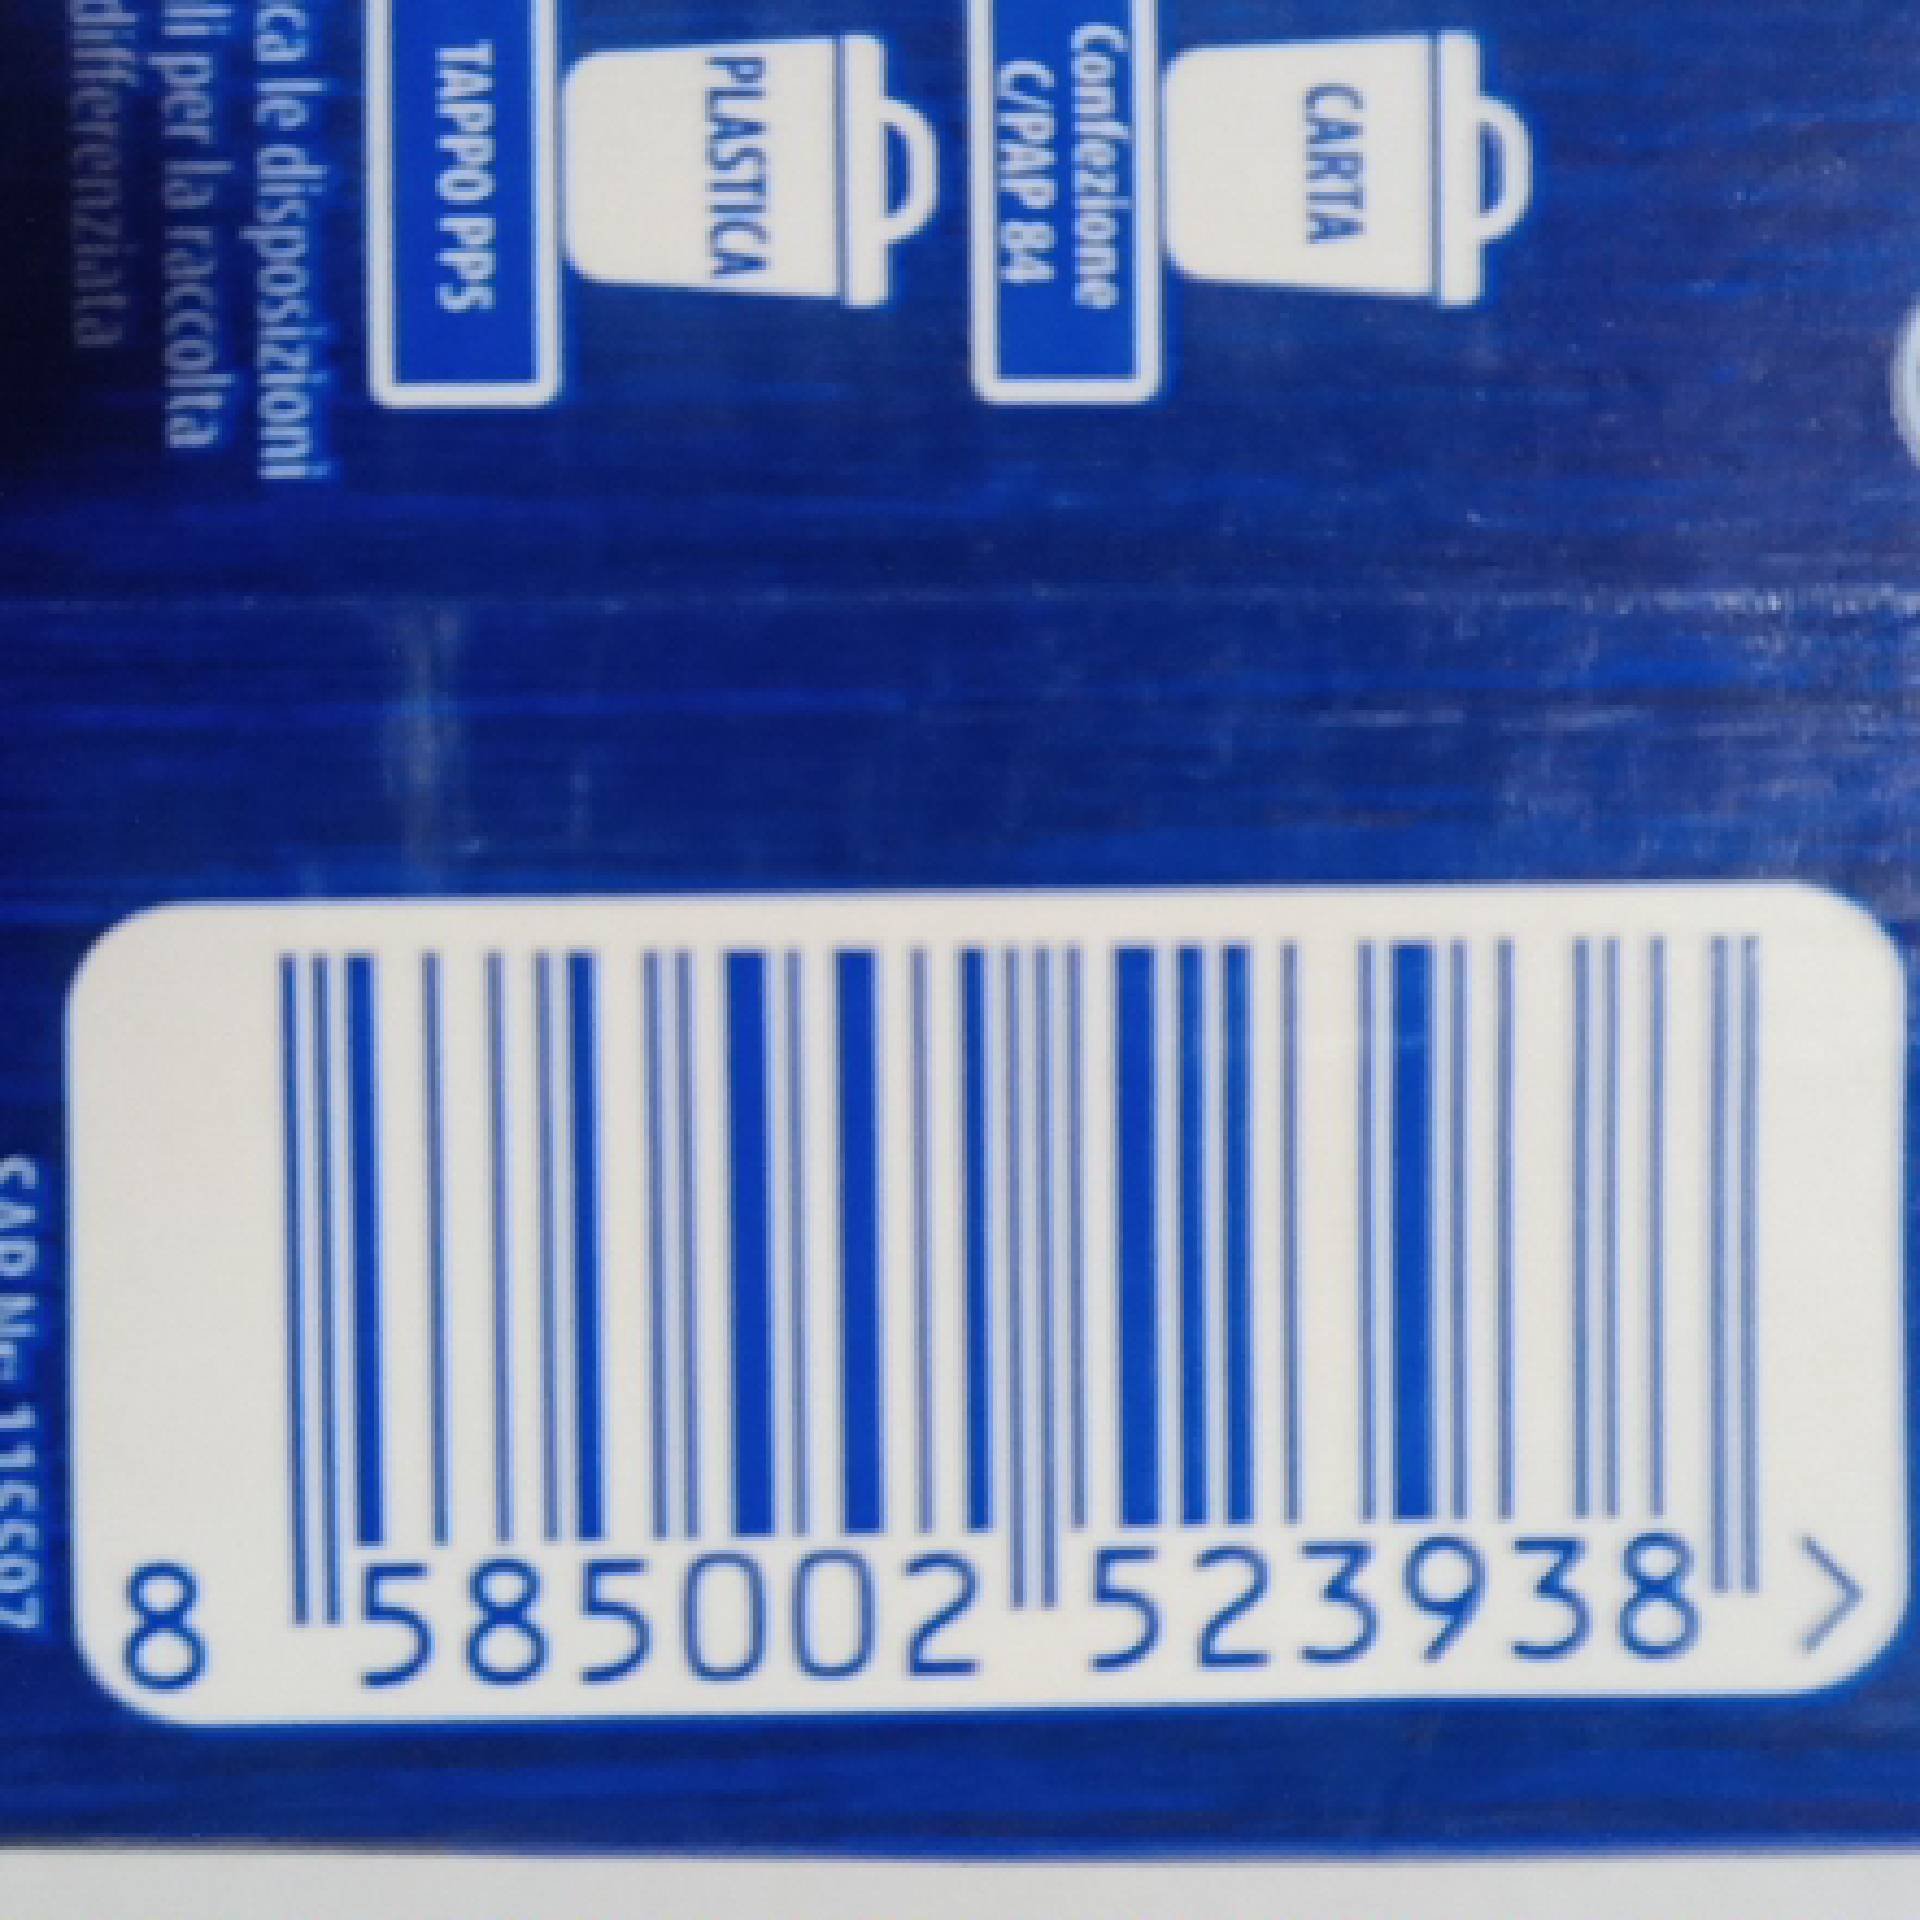 ca le disposizioni
li per la raccolta
differenziata
PLASTICA
TAPPO PP5
CARTA
Confezione
C/PAP 84
8 585002 523938 >